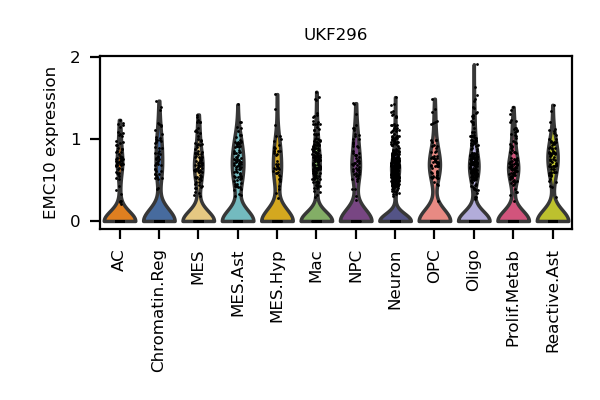 UKF296
EMC10 expression
2
1
0
AC
Chromatin.Reg
MES
MES.Ast
MES.Hyp
Mac
NPC
Neuron
OPC
Oligo
Prolif.Metab
Reactive.Ast